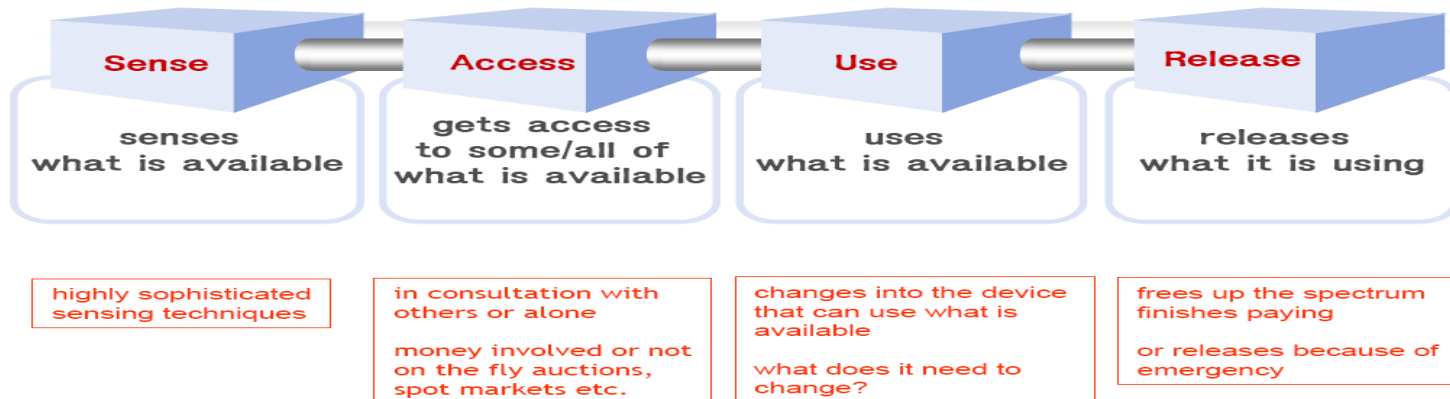 Sense
Access
Use
Release
senses
what is available
gets access
to some/all of
what is available
uses
what is available
releases
what it is using
highly sophisticated
sensing techniques
in consultation with
others or alone
money involved or not
on the fly auctions,
spot markets etc.
changes into the device
that can use what is
available
what does it need to
change?
frees up the spectrum
finishes paying
or releases because of
emergency